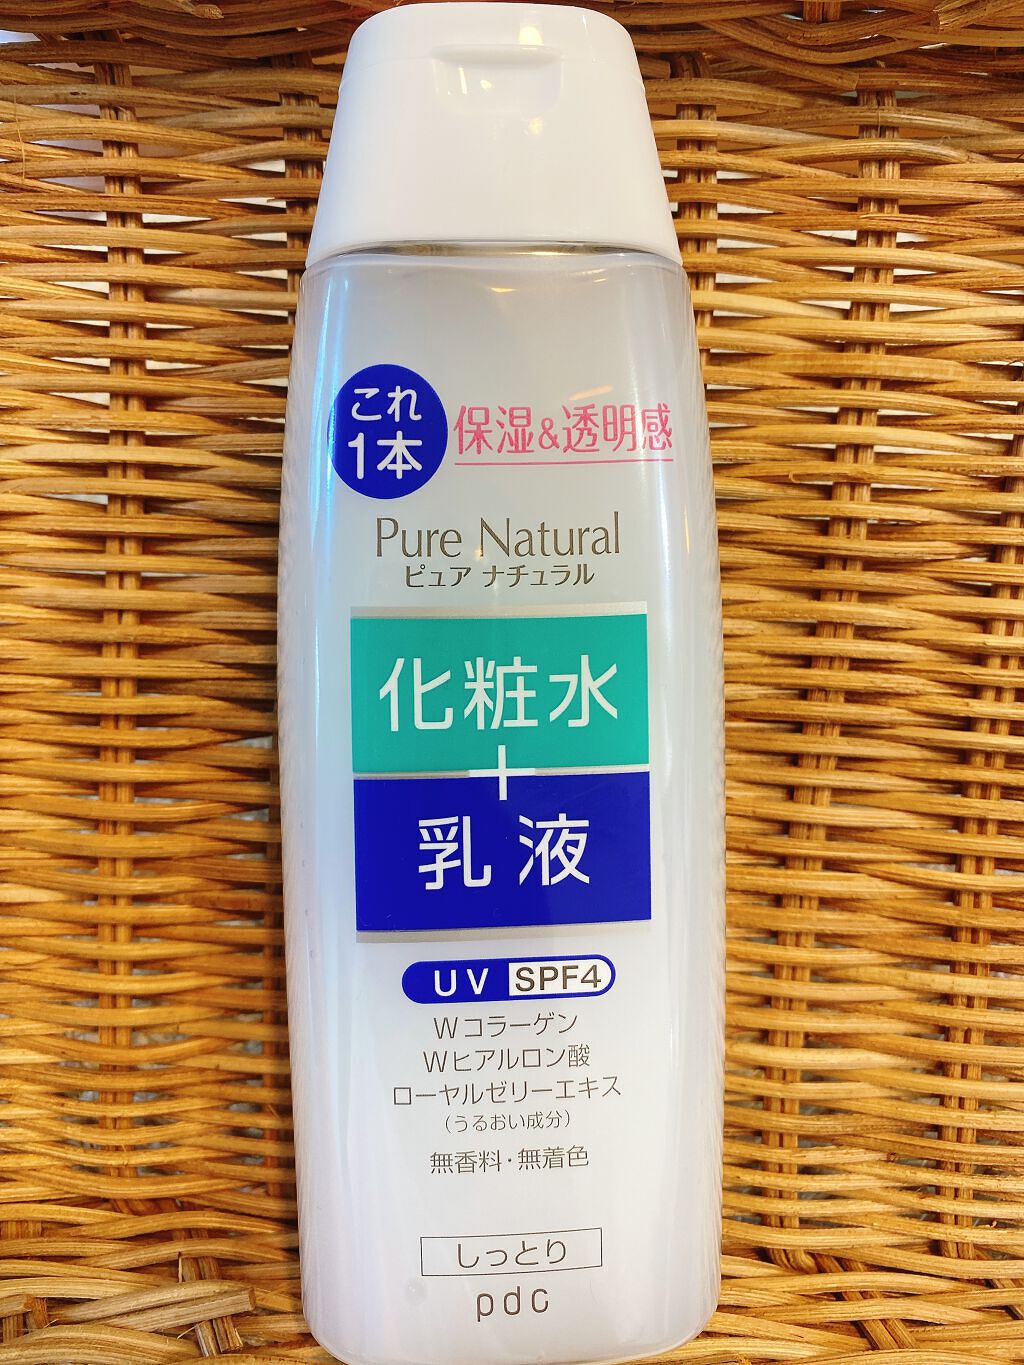 これ
1本
保湿&透明感
Pure Natural
ピュア ナチュラル
化粧水
+
乳液
UV SPF4
Wコラーゲン
Wヒアルロン酸
ローヤルゼリーエキス
(うるおい成分)
無香料・無着色
しっとり
pdc